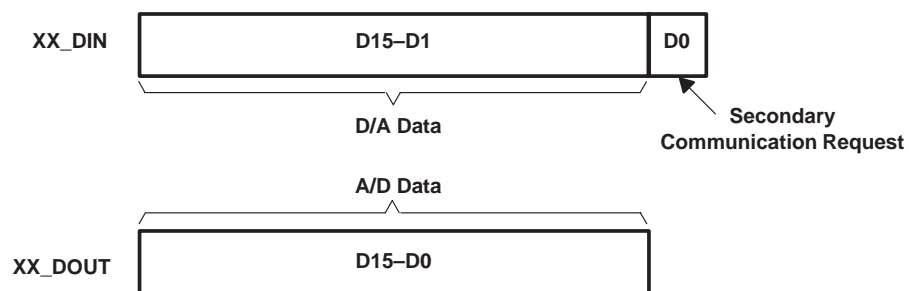 XX_DIN
D15–D1
D0
D/A Data
Secondary
Communication Request
A/D Data
XX_DOUT
D15–D0